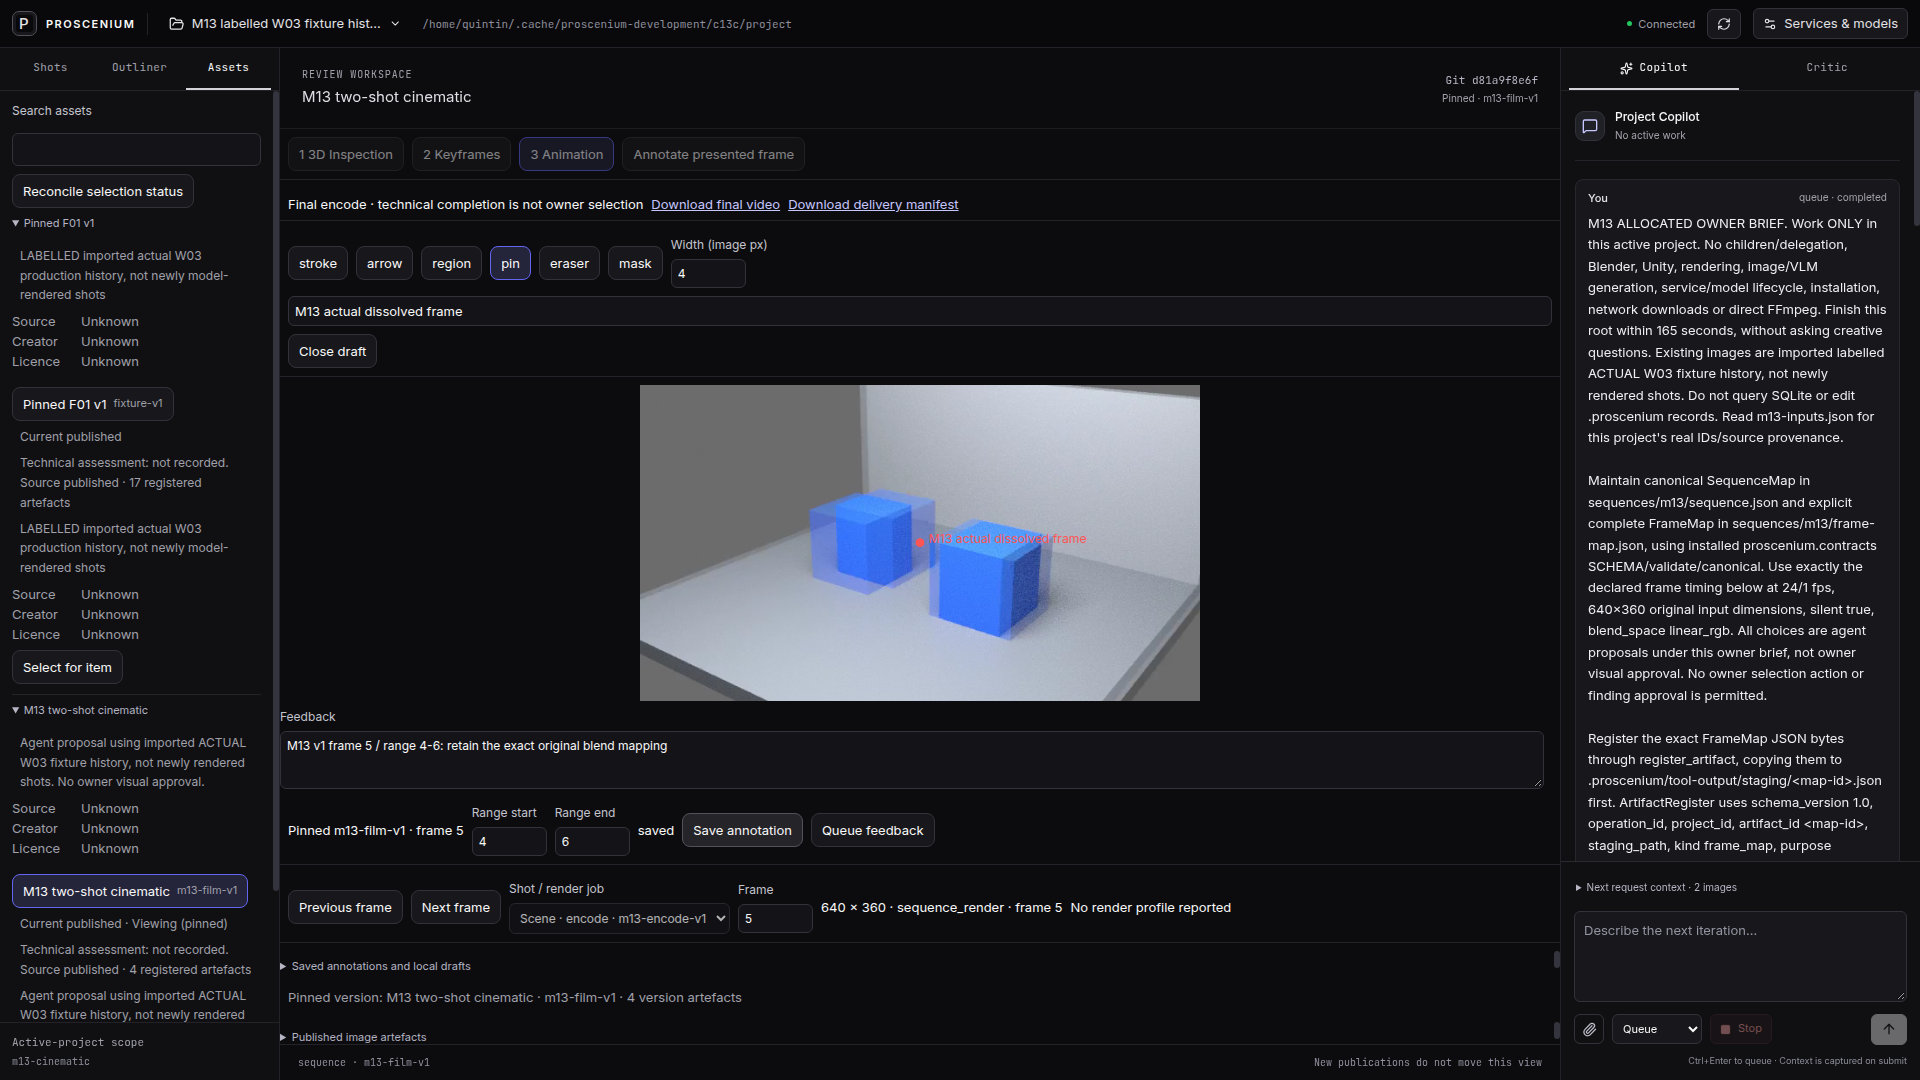 P PROSCENIUM
M13 labelled W03 fixture hist...
/home/quintin/.cache/proscenium-development/c13c/project
Connected
Services & models
Shots Outliner Assets
Search assets
Reconcile selection status
Pinned F01 v1
LABELLED imported actual W03
production history, not newly model-
rendered shots
Source Unknown
Creator Unknown
Licence Unknown
Pinned F01 v1 fixture-v1
Current published
Technical assessment: not recorded.
Source published · 17 registered
artefacts
LABELLED imported actual W03
production history, not newly model-
rendered shots
Source Unknown
Creator Unknown
Licence Unknown
Select for item
M13 two-shot cinematic
Agent proposal using imported ACTUAL
W03 fixture history, not newly rendered
shots. No owner visual approval.
Source Unknown
Creator Unknown
Licence Unknown
M13 two-shot cinematic m13-film-v1
Current published · Viewing (pinned)
Technical assessment: not recorded.
Source published · 4 registered artefacts
Agent proposal using imported ACTUAL
W03 fixture history, not newly rendered
Active-project scope
m13-cinematic
REVIEW WORKSPACE
M13 two-shot cinematic
Git d81a9f8e6f
Pinned · m13-film-v1
1 3D Inspection 2 Keyframes 3 Animation Annotate presented frame
Final encode · technical completion is not owner selection Download final video Download delivery manifest
stroke arrow region pin eraser mask
Width (image px)
4
M13 actual dissolved frame
Close draft
M13 actual dissolved frame
Feedback
M13 v1 frame 5 / range 4-6: retain the exact original blend mapping
Pinned m13-film-v1 · frame 5
Range start
4
Range end
6
saved Save annotation Queue feedback
Previous frame Next frame
Shot / render job
Scene · encode · m13-encode-v1
Frame
5
640 × 360 · sequence_render · frame 5 No render profile reported
Saved annotations and local drafts
Pinned version: M13 two-shot cinematic · m13-film-v1 · 4 version artefacts
Published image artefacts
sequence · m13-film-v1
New publications do not move this view
Copilot Critic
Project Copilot
No active work
You queue · completed
M13 ALLOCATED OWNER BRIEF. Work ONLY in
this active project. No children/delegation,
Blender, Unity, rendering, image/VLM
generation, service/model lifecycle, installation,
network downloads or direct FFmpeg. Finish this
root within 165 seconds, without asking creative
questions. Existing images are imported labelled
ACTUAL W03 fixture history, not newly
rendered shots. Do not query SQLite or edit
.proscenium records. Read m13-inputs.json for
this project's real IDs/source provenance.
Maintain canonical SequenceMap in
sequences/m13/sequence.json and explicit
complete FrameMap in sequences/m13/frame-
map.json, using installed proscenium.contracts
SCHEMA/validate/canonical. Use exactly the
declared frame timing below at 24/1 fps,
640×360 original input dimensions, silent true,
blend_space linear_rgb. All choices are agent
proposals under this owner brief, not owner
visual approval. No owner selection action or
finding approval is permitted.
Register the exact FrameMap JSON bytes
through register_artifact, copying them to
.proscenium/tool-output/staging/<map-id>.json
first. ArtifactRegister uses schema_version 1.0,
operation_id, project_id, artifact_id <map-id>,
staging_path, kind frame_map, purpose
Next request context · 2 images
Describe the next iteration...
Queue Stop
Ctrl+Enter to queue · Context is captured on submit